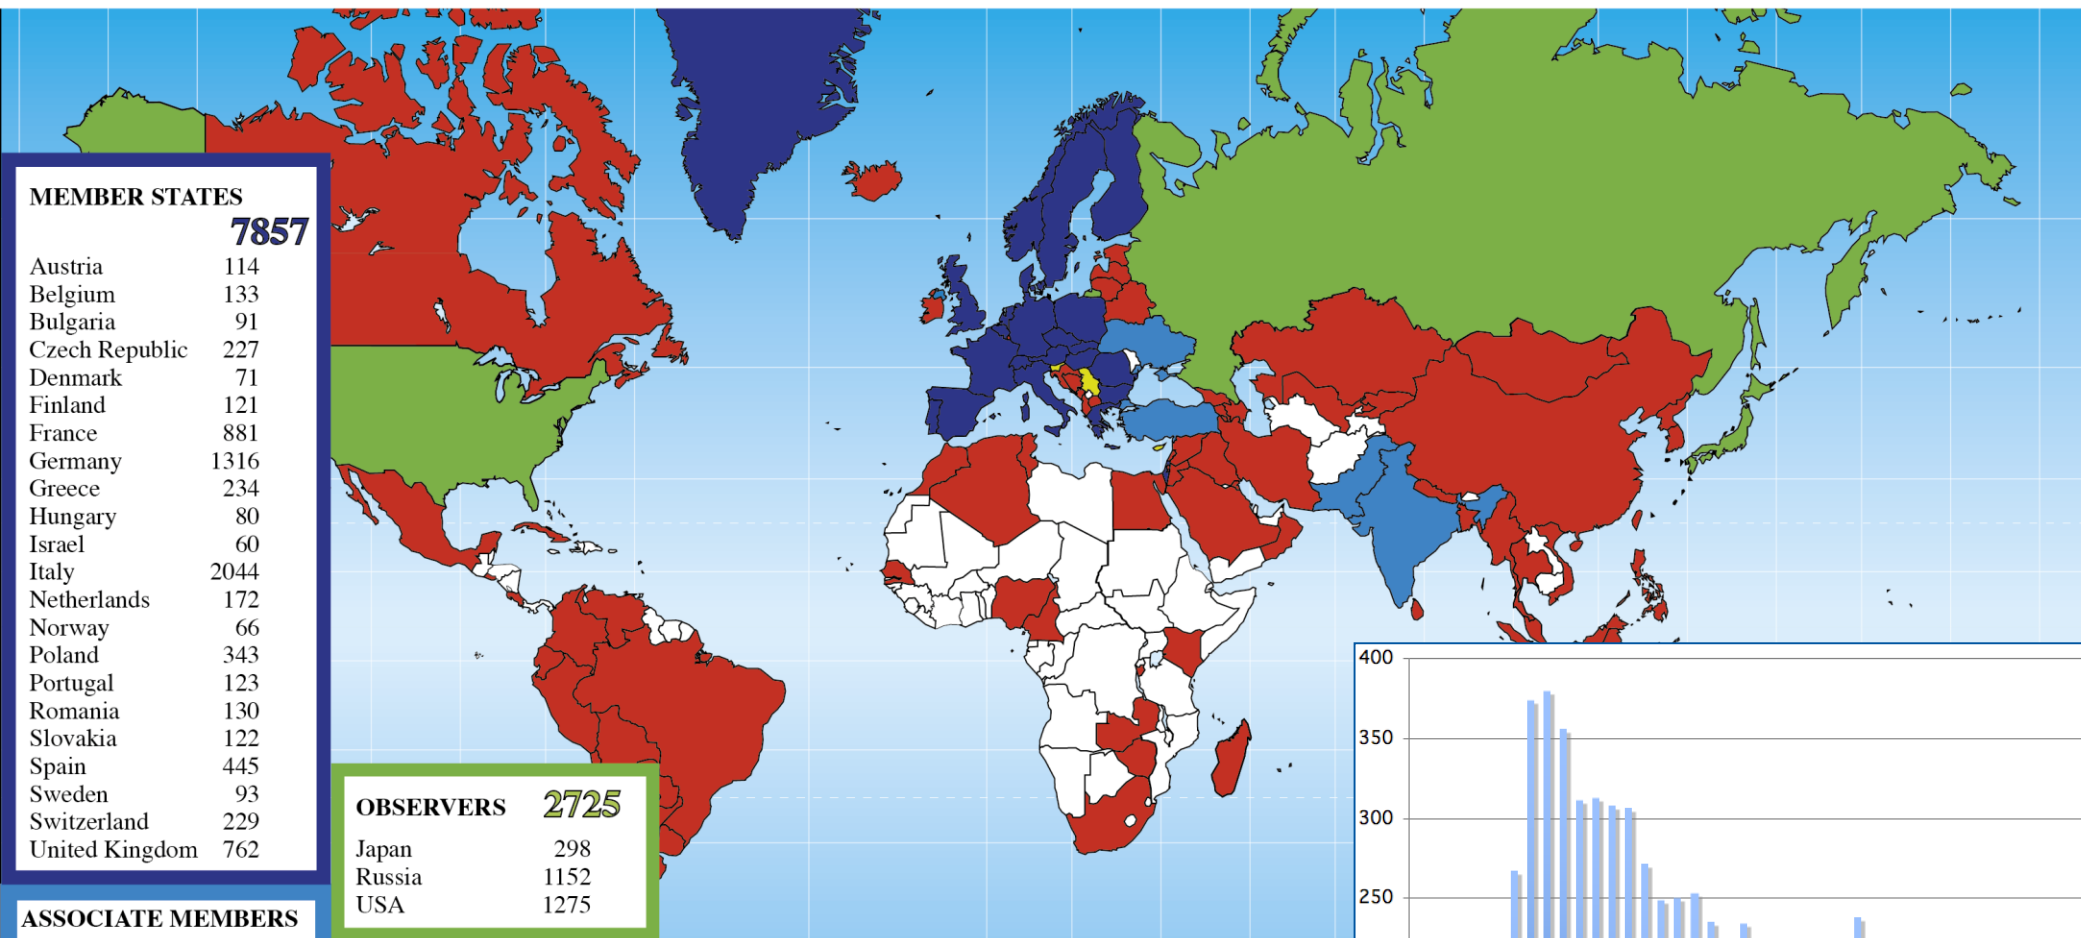 MEMBER STATES
7857
Austria 114
Belgium 133
Bulgaria 91
Czech Republic 227
Denmark 71
Finland 121
France 881
Germany 1316
Greece 234
Hungary 80
Israel 60
Italy 2044
Netherlands 172
Norway 66
Poland 343
Portugal 123
Romania 130
Slovakia 122
Spain 445
Sweden 93
Switzerland 229
United Kingdom 762
ASSOCIATE MEMBERS
OBSERVERS 2725
Japan 298
Russia 1152
USA 1275
400
350
300
250